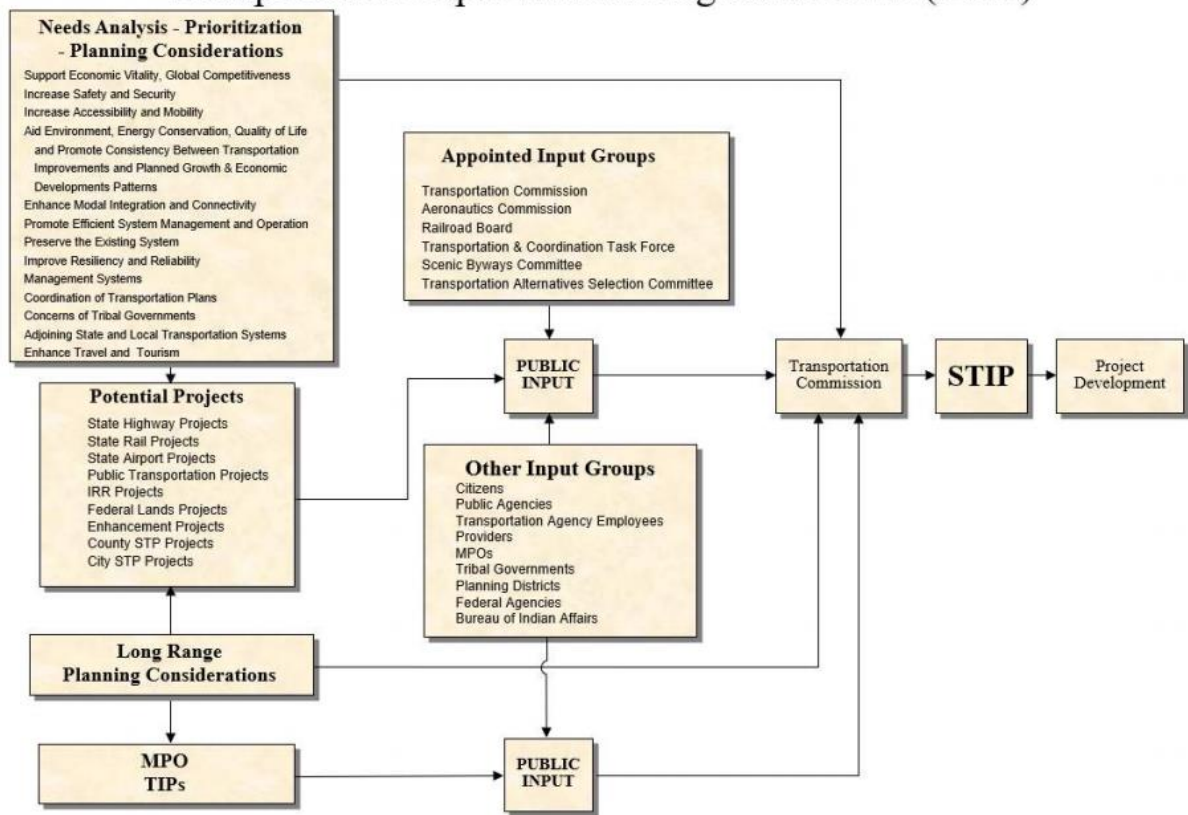 Needs Analysis - Prioritization
- Planning Considerations
Support Economic Vitality, Global Competitiveness
Increase Safety and Security
Increase Accessibility and Mobility
Aid Environment, Energy Conservation, Quality of Life
and Promote Consistency Between Transportation
Improvements and Planned Growth & Economic
Developments Patterns
Enhance Modal Integration and Connectivity
Promote Efficient System Management and Operation
Preserve the Existing System
Improve Resiliency and Reliability
Management Systems
Coordination of Transportation Plans
Concerns of Tribal Governments
Adjoining State and Local Transportation Systems
Enhance Travel and Tourism
Appointed Input Groups
Transportation Commission
Aeronautics Commission
Railroad Board
Transportation & Coordination Task Force
Scenic Byways Committee
Transportation Alternatives Selection Committee
PUBLIC
INPUT
Transportation
Commission
STIP
Project
Development
Potential Projects
State Highway Projects
State Rail Projects
State Airport Projects
Public Transportation Projects
IRR Projects
Federal Lands Projects
Enhancement Projects
County STP Projects
City STP Projects
Other Input Groups
Citizens
Public Agencies
Transportation Agency Employees
Providers
MPOs
Tribal Governments
Planning Districts
Federal Agencies
Bureau of Indian Affairs
Long Range
Planning Considerations
MPO
TIPs
PUBLIC
INPUT